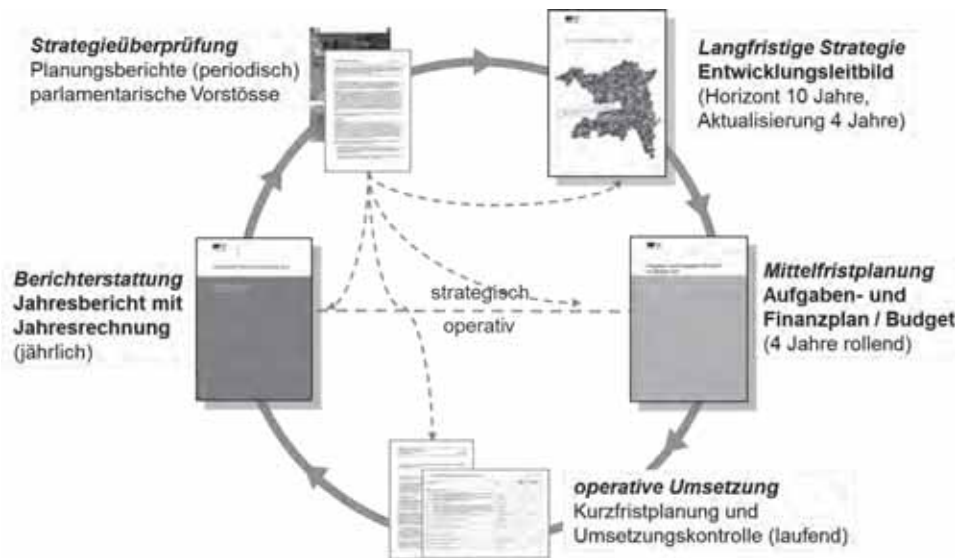 Strategieüberprüfung
Planungsberichte (periodisch)
parlamentarische Vorstösse
Langfristige Strategie
Entwicklungsleitbild
(Horizont 10 Jahre,
Aktualisierung 4 Jahre)
Berichterstattung
Jahresbericht mit
Jahresrechnung
(jährlich)
strategisch
operativ
Mittelfristplanung
Aufgaben- und
Finanzplan / Budget
(4 Jahre rollend)
operative Umsetzung
Kurzfristplanung und
Umsetzungskontrolle (laufend)